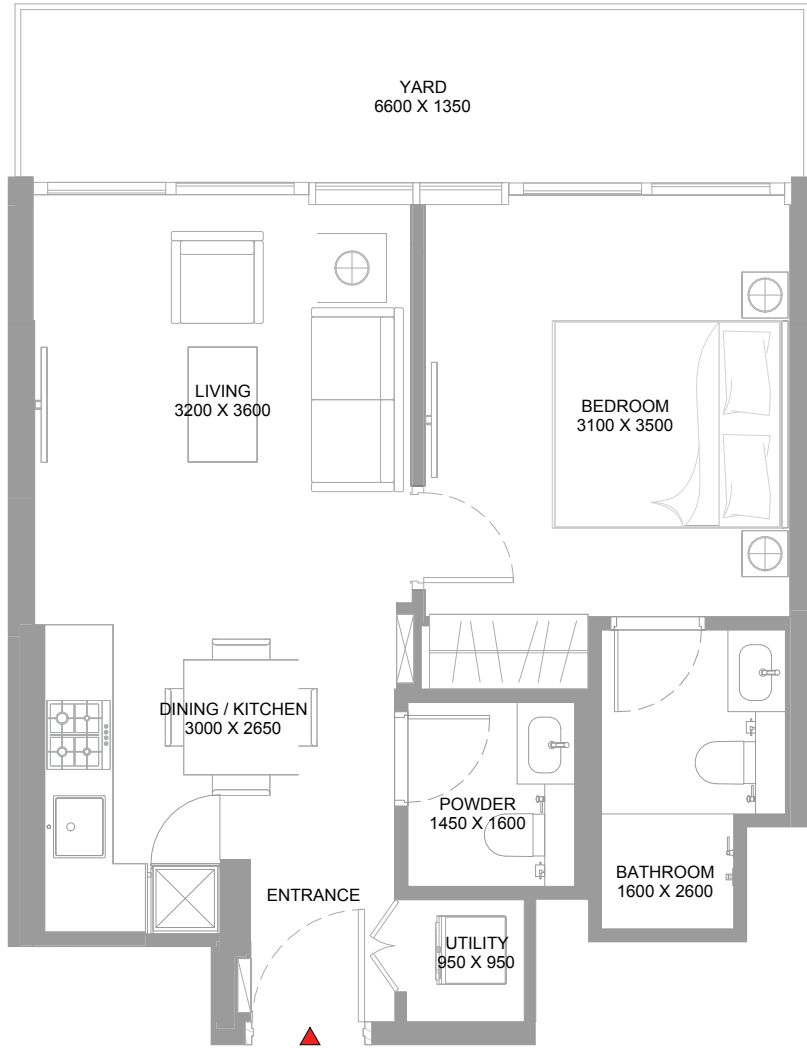 YARD
6600 X 1350
LIVING
3200 X 3600
BEDROOM
3100 X 3500
DINING / KITCHEN
3000 X 2650
POWDER
1450 X 1600
BATHROOM
1600 X 2600
ENTRANCE
UTILITY
950 X 950